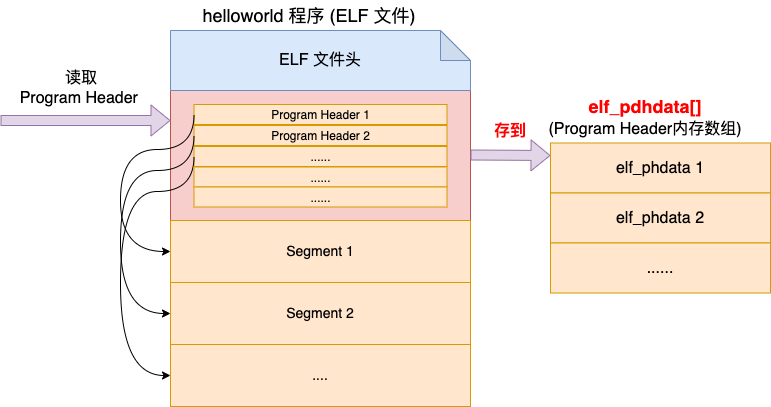 helloworld 程序 (ELF 文件)
ELF 文件头
读取
Program Header
Program Header 1
Program Header 2
......
......
......
Segment 1
Segment 2
....
存到
elf_pdhdata[]
(Program Header内存数组)
elf_phdata 1
elf_phdata 2
......